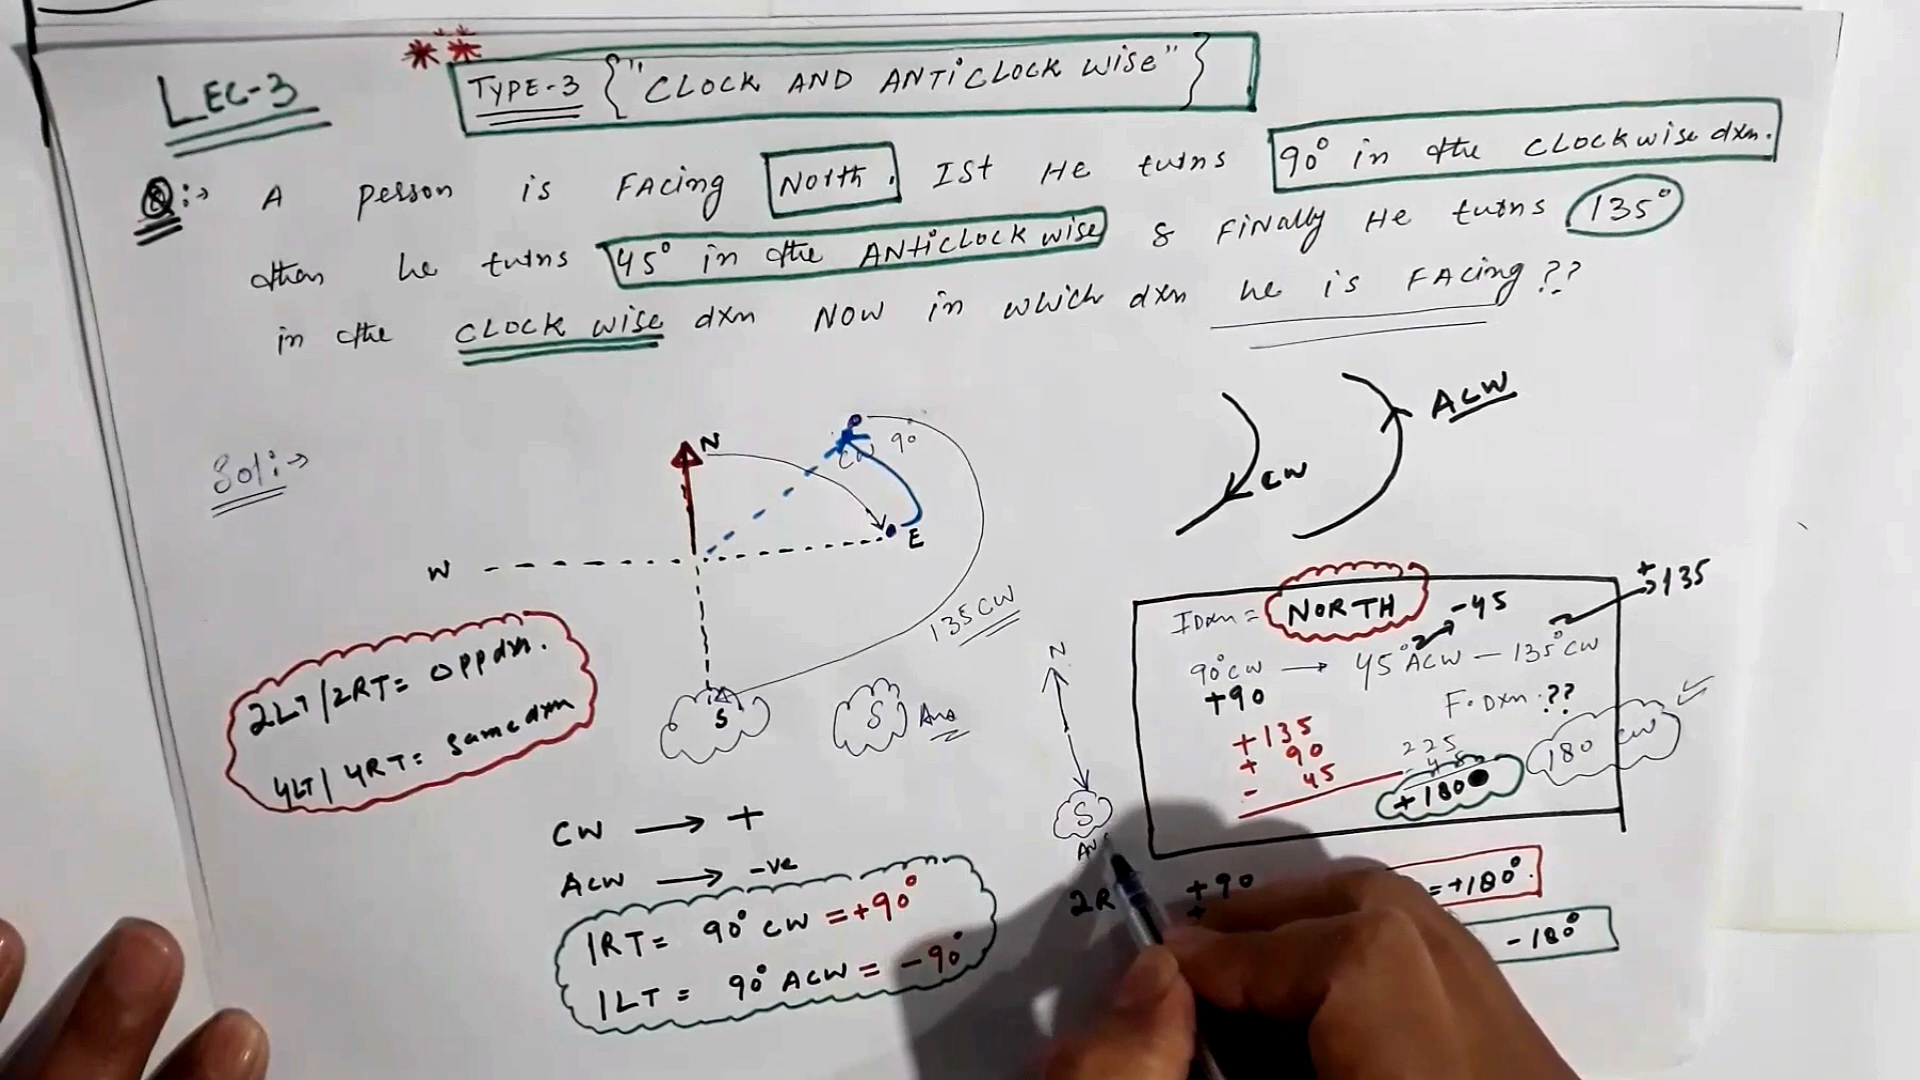 LEC-3
TYPE-3 {"CLOCK AND ANTICLOCK WISE"}
Q:→ A person is FACing North. IST He turns 90° in the CLOCKWISE dxn.
then he turns 45° in the ANTICLOCK wise & FINALLY He turns 135°
in the CLOCK WISE dxn NOW in which dxn he is FACing??
Sol:→
N
CW 90°
E
W
135 CW
S
S Ans
CW
ACW
2LT/2RT= OPP dxn.
4LT/4RT= Same dxn
CW → +
ACW → -ve
1RT= 90° CW =+90°
1LT = 90° ACW = -90°
N
S
IDxn = NORTH
-45
+135
90°CW → 45°ACW – 135°CW
+90
F.Dxn.??
+135
+ 90
- 45
225
+180
180 CW
2R
+90
+
=+180°.
-180°